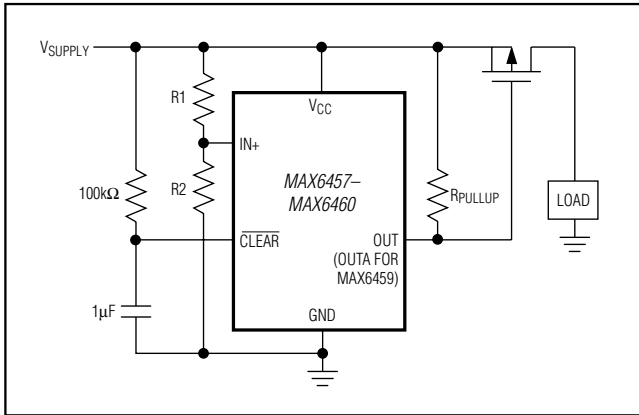 VSUPPLY
R1
VCC
IN+
MAX6457–
MAX6460
R2
100kΩ
RPULLUP
LOAD
CLEAR
OUT
(OUTA FOR
MAX6459)
1µF
GND